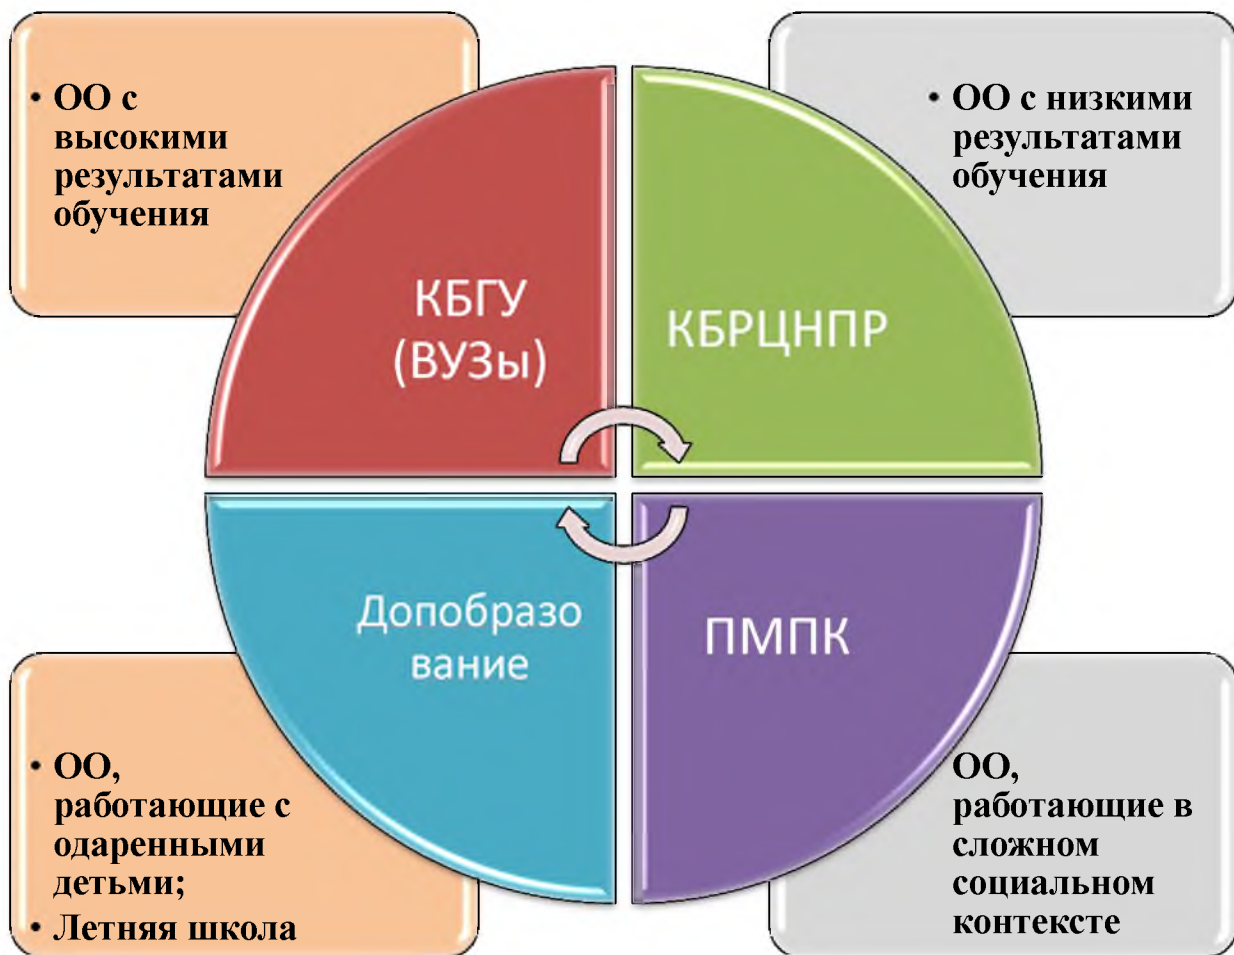 • ОО с
высокими
результатами
обучения
• ОО с низкими
результатами
обучения
КБГУ
(ВУЗы)
КБРЦНПР
Допобразо
вание
ПМПК
• ОО,
работающие с
одаренными
детьми;
• Летняя школа
ОО,
работающие в
сложном
социальном
контексте